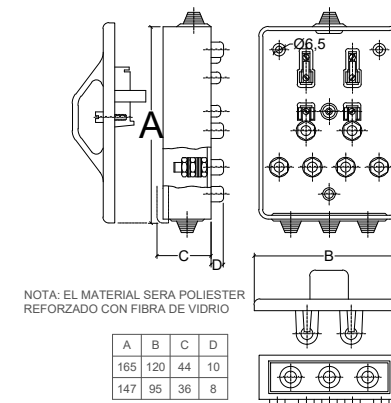 Ø6,5
A
C
D
B
NOTA: EL MATERIAL SERA POLIESTER
REFORZADO CON FIBRA DE VIDRIO
A B C D
165 120 44 10
147 95 36 8